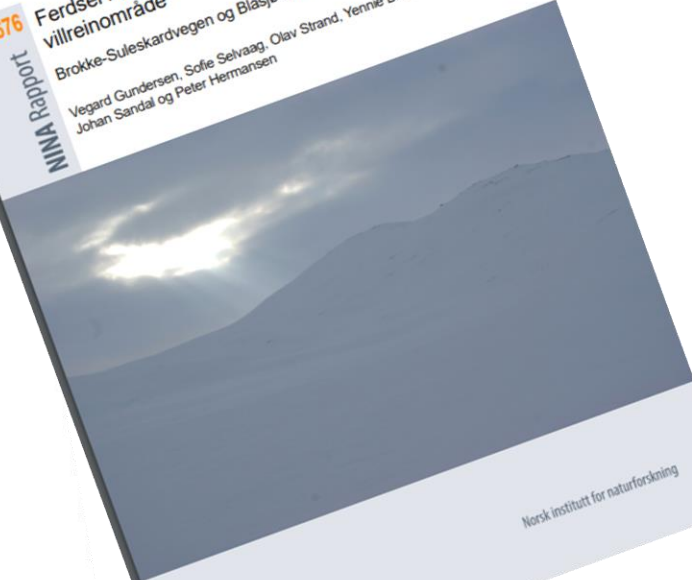 576
NINA Rapport
Ferdsel
villreinområde
Brokke-Suleskardvegen og Blåsjø
Vegard Gundersen, Sofie Selvaag, Olav Strand, Yennie
Johan Sandal og Peter Hermansen
Norsk institutt for naturforskning